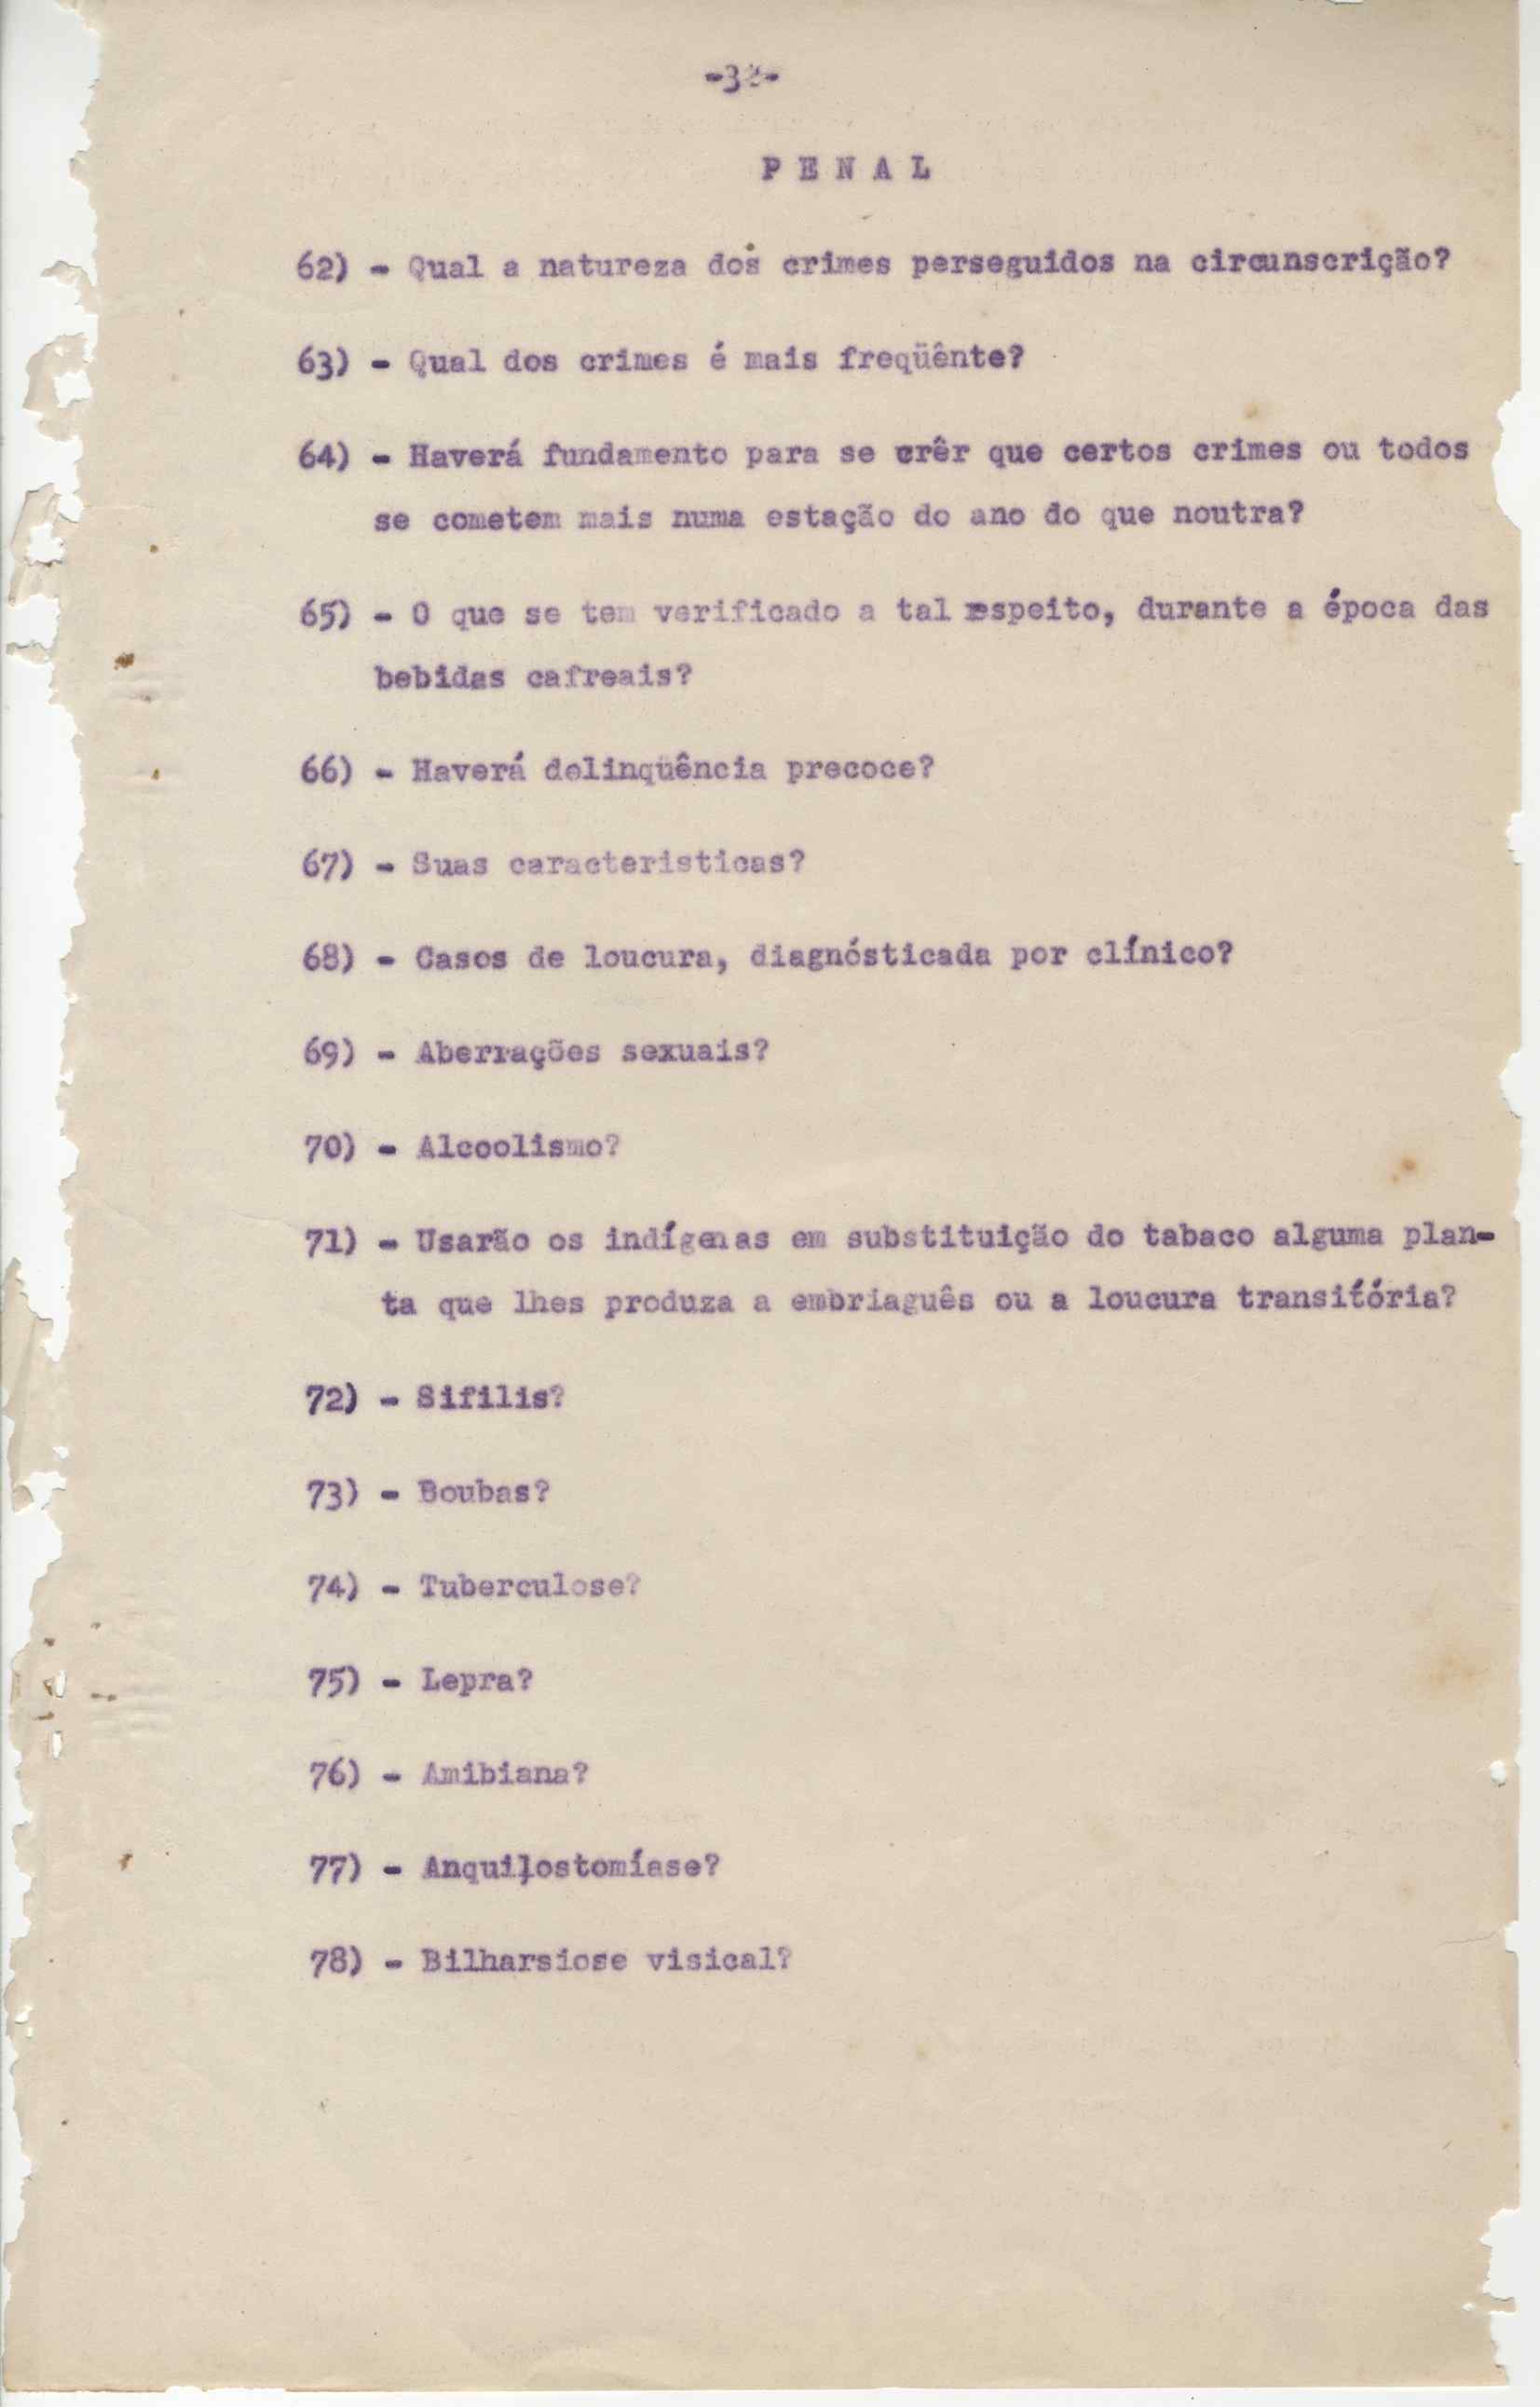 -32-
PENAL
62) - Qual a natureza dos crimes perseguidos na circunscrição?
63) - Qual dos crimes é mais freqüênte?
64) - Haverá fundamento para se crêr que certos crimes ou todos
se cometem mais numa estação do ano do que noutra?
65) - O que se tem verificado a tal respeito, durante a época das
bebidas cafreais?
66) - Haverá delinqüência precoce?
67) - Suas caracteristicas?
68) - Casos de loucura, diagnósticada por clínico?
69) - Aberrações sexuais?
70) - Alcoolismo?
71) - Usarão os indígenas em substituição do tabaco alguma plan-
ta que lhes produza a embriaguês ou a loucura transitória?
72) - Sifilis?
73) - Boubas?
74) - Tuberculose?
75) - Lepra?
76) - Amibiana?
77) - Anquilostomíase?
78) - Bilharsiose visical?